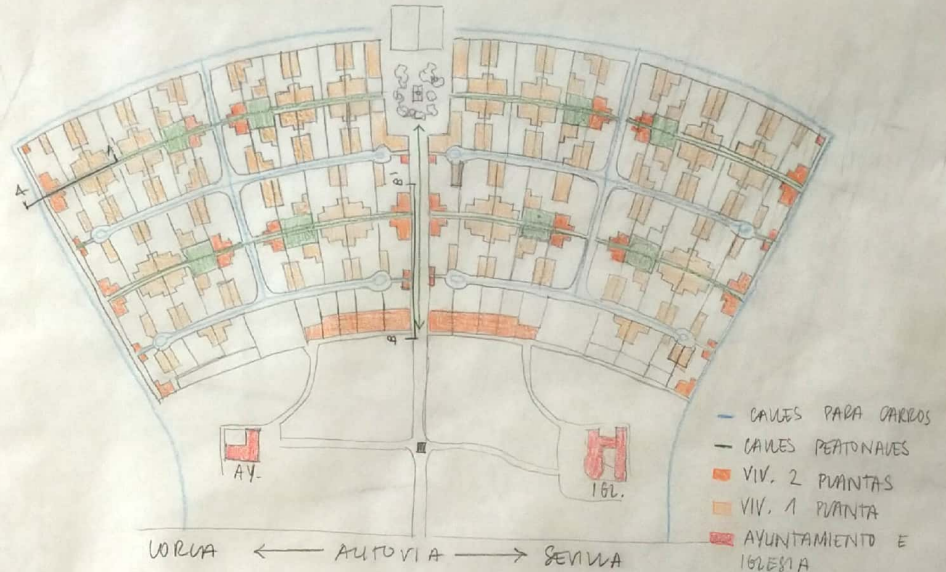 A
A'
B'
B
AY.
IGL.
CALLES PARA CARROS
CALLES PEATONALES
VIV. 2 PLANTAS
VIV. 1 PLANTA
AYUNTAMIENTO E
IGLESIA
LORCA ← AUTOVIA → SEVILLA